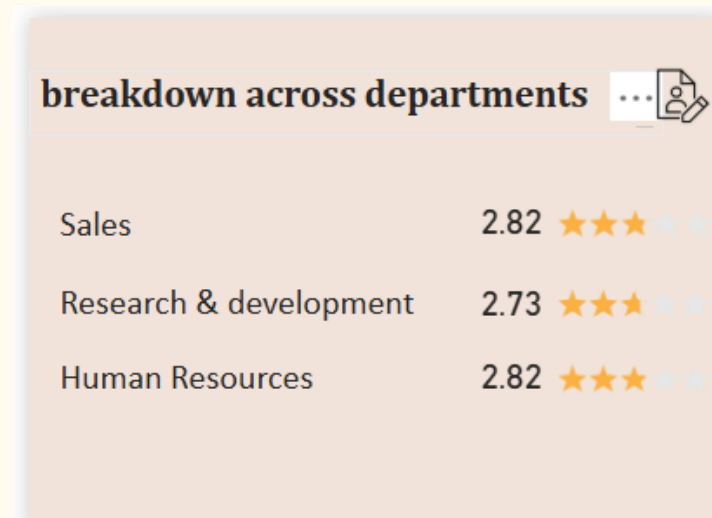 breakdown across departments ...
Sales 2.82
Research & development 2.73
Human Resources 2.82